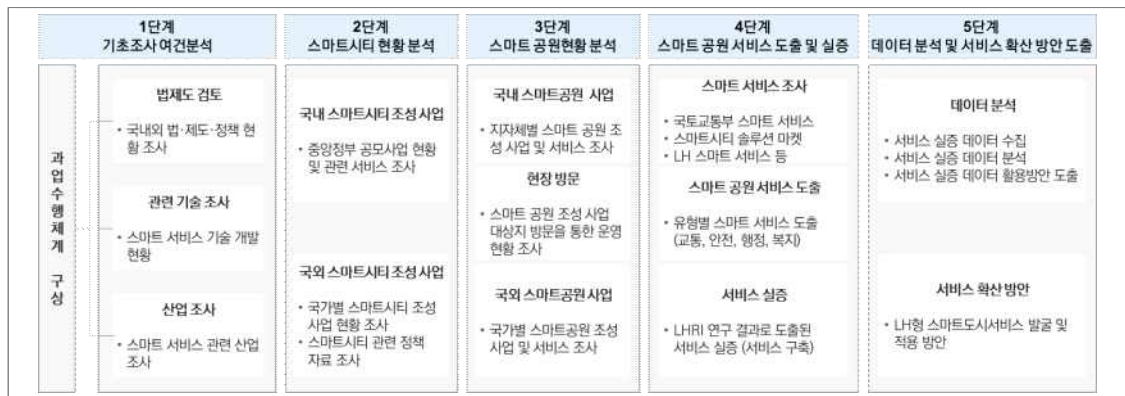 1단계
기초조사 여건분석
2단계
스마트시티 현황 분석
3단계
스마트 공원현황 분석
4단계
스마트 공원 서비스 도출 및 실증
5단계
데이터 분석 및 서비스 확산 방안 도출
과업수행체계 구상
법제도 검토
• 국내외 법·제도·정책 현
황 조사
관련 기술 조사
• 스마트 서비스 기술 개발
현황
산업 조사
• 스마트 서비스 관련 산업
조사
국내 스마트시티 조성 사업
• 중앙정부 공모사업 현황
및 관련 서비스 조사
국외 스마트시티 조성 사업
• 국가별 스마트시티 조성
사업 현황 조사
• 스마트시티 관련 정책
자료 조사
국내 스마트공원 사업
• 지자체별 스마트 공원 조
성 사업 및 서비스 조사
현장 방문
• 스마트 공원 조성 사업
대상지 방문을 통한 운영
현황 조사
국외 스마트공원 사업
• 국가별 스마트공원 조성
사업 및 서비스 조사
스마트 서비스 조사
• 국토교통부 스마트 서비스
• 스마트시티 솔루션 마켓
• LH 스마트 서비스 등
스마트 공원 서비스 도출
• 유형별 스마트 서비스 도출
(교통, 안전, 행정, 복지)
서비스 실증
• LHRI 연구 결과로 도출된
서비스 실증 (서비스 구축)
데이터 분석
• 서비스 실증 데이터 수집
• 서비스 실증 데이터 분석
• 서비스 실증 데이터 활용방안 도출
서비스 확산 방안
• LH형 스마트도시서비스 발굴 및
적용 방안